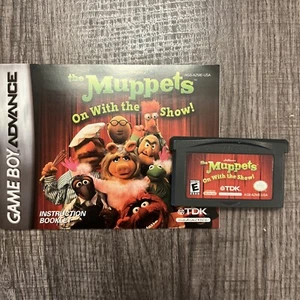 GAME BOY ADVANCE
the Muppets
On With the
Show!
INSTRUCTION
BOOKLET
TDK
the Muppets
On With the Show!
E
TDK